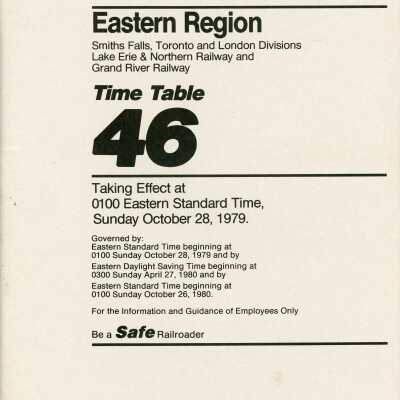 Eastern Region
Smiths Falls, Toronto and London Divisions
Lake Erie & Northern Railway and
Grand River Railway
Time Table
46
Taking Effect at
0100 Eastern Standard Time,
Sunday October 28, 1979.
Governed by:
Eastern Standard Time beginning at
0100 Sunday October 28, 1979 and by
Eastern Daylight Saving Time beginning at
0300 Sunday April 27, 1980 and by
Eastern Standard Time beginning at
0100 Sunday October 26, 1980.
For the Information and Guidance of Employees Only
Be a Safe Railroader